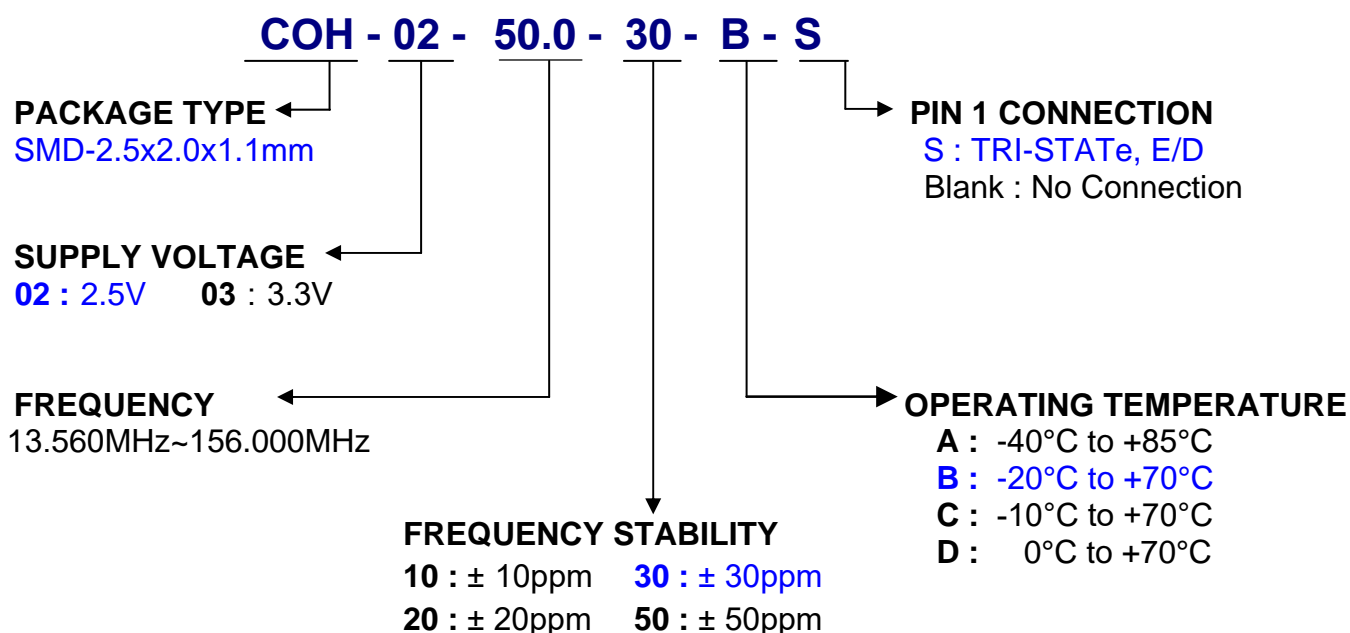 COH - 02 - 50.0 - 30 - B - S
PACKAGE TYPE
SMD-2.5x2.0x1.1mm
PIN 1 CONNECTION
S : TRI-STATe, E/D
Blank : No Connection
SUPPLY VOLTAGE
02 : 2.5V 03 : 3.3V
FREQUENCY
13.560MHz~156.000MHz
OPERATING TEMPERATURE
A : -40°C to +85°C
B : -20°C to +70°C
C : -10°C to +70°C
D : 0°C to +70°C
FREQUENCY STABILITY
10 : ± 10ppm 30 : ± 30ppm
20 : ± 20ppm 50 : ± 50ppm